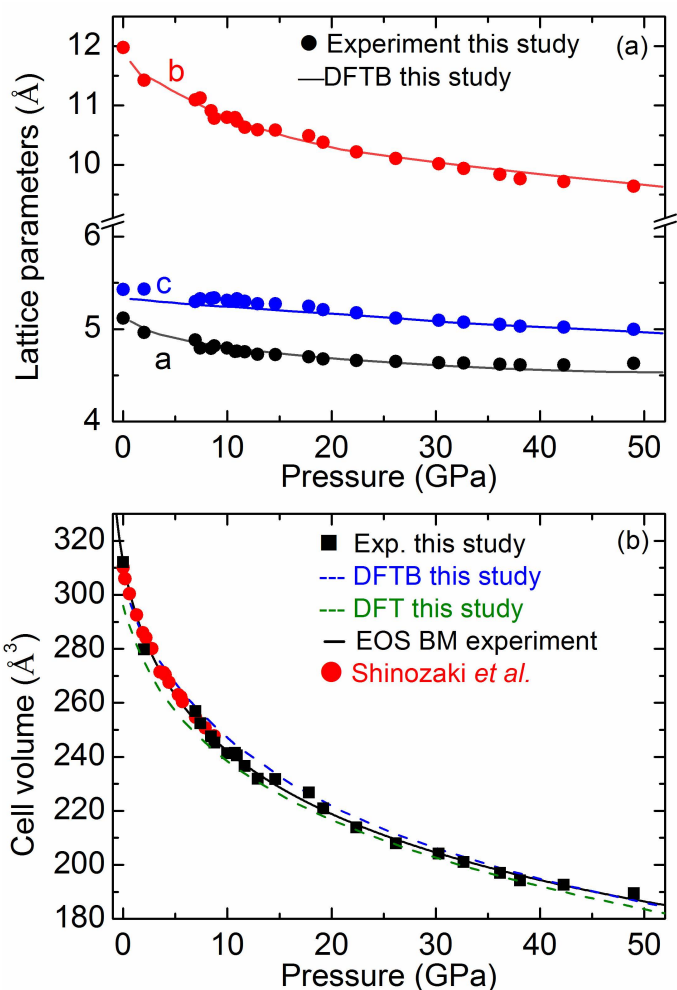 12
11
10
6
5
4
Lattice parameters (Å)
Experiment this study
DFTB this study
(a)
b
c
a
0 10 20 30 40 50
Pressure (GPa)
320
300
280
260
240
220
200
180
Cell volume (Å³)
Exp. this study
(b)
DFTB this study
DFT this study
EOS BM experiment
Shinozaki et al.
0 10 20 30 40 50
Pressure (GPa)